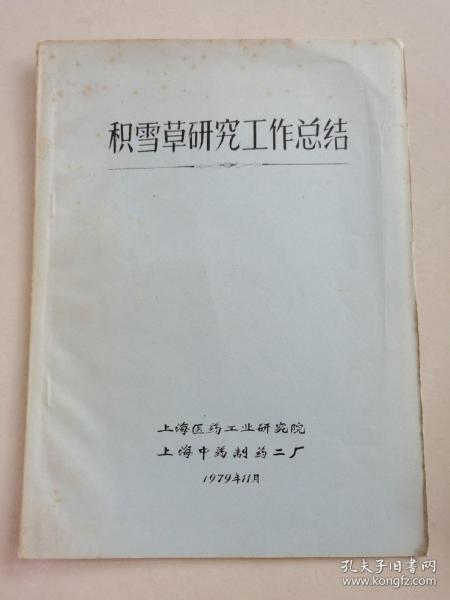 积雪草研究工作总结
上海医药工业研究院
上海中药制药二厂
1979年11月
孔夫子旧书网
www.kongfz.com